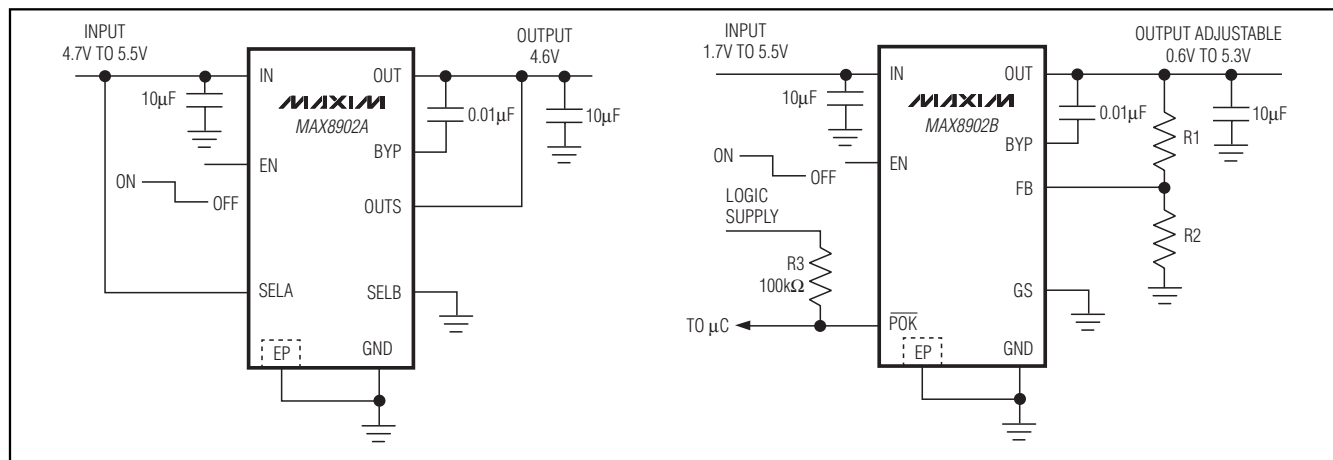 INPUT
4.7V TO 5.5V
OUTPUT
4.6V
IN
OUT
10µF
MAXIM
MAX8902A
0.01µF
10µF
BYP
EN
ON
OFF
OUTS
SELA
SELB
EP
GND
INPUT
1.7V TO 5.5V
OUTPUT ADJUSTABLE
0.6V TO 5.3V
IN
OUT
10µF
MAXIM
MAX8902B
0.01µF
10µF
R1
BYP
ON
OFF
EN
FB
LOGIC
SUPPLY
R2
R3
100kΩ
GS
TO µC
POK
EP
GND